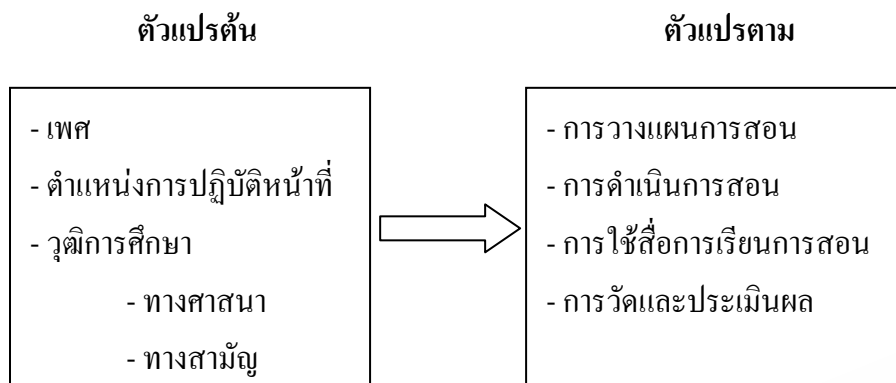 ตัวแปรต้น
- เพศ
- ตำแหน่งการปฏิบัติหน้าที่
- วุฒิการศึกษา
- ทางศาสนา
- ทางสามัญ
ตัวแปรตาม
- การวางแผนการสอน
- การดำเนินการสอน
- การใช้สื่อการเรียนการสอน
- การวัดและประเมินผล